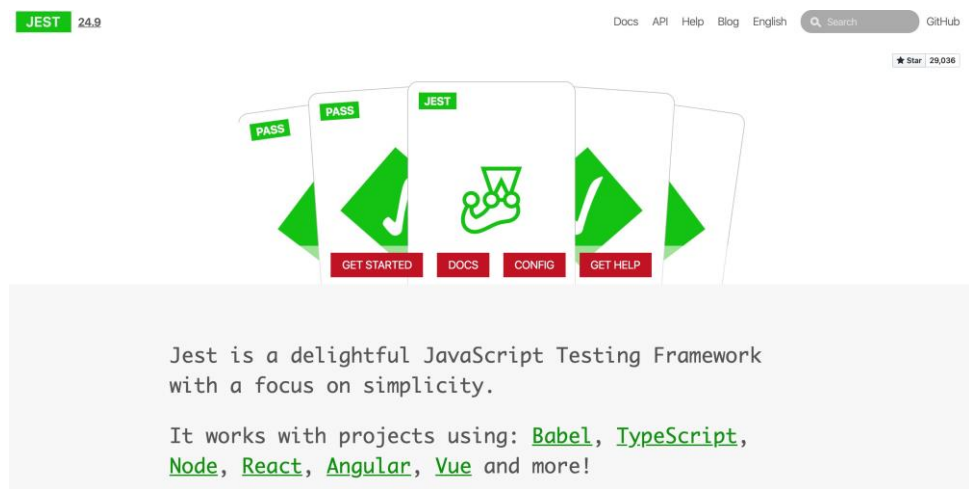 JEST 24.9 Docs API Help Blog English Search GitHub
Star 29,036
PASS PASS JEST
GET STARTED DOCS CONFIG GET HELP
Jest is a delightful JavaScript Testing Framework
with a focus on simplicity.
It works with projects using: Babel, TypeScript,
Node, React, Angular, Vue and more!